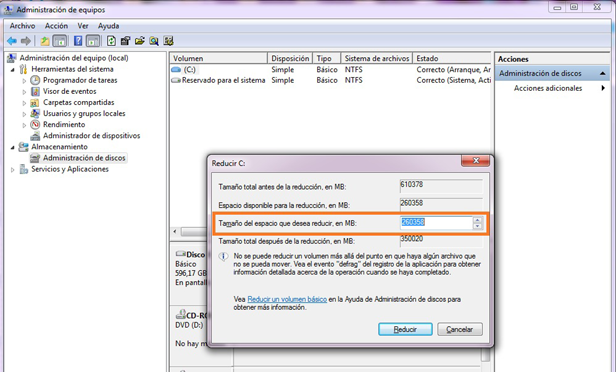 Administración de equipos
Archivo Acción Ver Ayuda
Administración del equipo (local)
Herramientas del sistema
Programador de tareas
Visor de eventos
Carpetas compartidas
Usuarios y grupos locales
Rendimiento
Administrador de dispositivos
Almacenamiento
Administración de discos
Servicios y Aplicaciones
Volumen Disposición Tipo Sistema de archivos Estado
(C:) Simple Básico NTFS Correcto (Arranque, Ar
Reservado para el sistema Simple Básico NTFS Correcto (Sistema, Acti
Acciones
Administración de discos
Acciones adicionales
Disco
Básico
596,17 G
En pantall
CD-RO
DVD (D:)
No hay m
Reducir C:
Tamaño total antes de la reducción, en MB: 610378
Espacio disponible para la reducción, en MB: 260358
Tamaño del espacio que desea reducir, en MB: 260358
Tamaño total después de la reducción, en MB: 350020
No se puede reducir un volumen más allá del punto en que haya algún archivo que
no se pueda mover. Vea el evento "defrag" del registro de la aplicación para obtener
información detallada acerca de la operación cuando se haya completado.
Vea Reducir un volumen básico en la Ayuda de Administración de discos para
obtener más información.
Reducir Cancelar